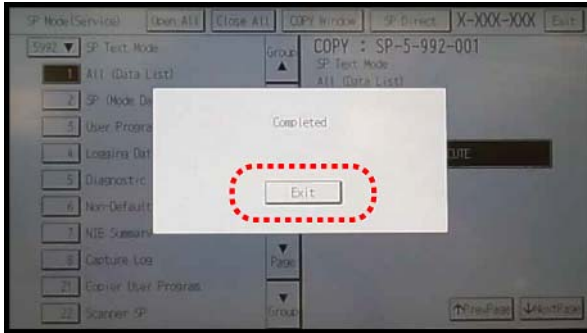 SP Mode(Service) Open All Close All COPY Window SP Direct X-XXX-XXX Exit
5992 ▼ SP Text Mode
Group
▲
COPY : SP-5-992-001
SP Text Mode
All (Data List)
1 All (Data List)
2 SP (Mode Da
3 User Progra
4 Logging Dat
5 Diagnostic
6 Non-Default
7 NIB Summary
8 Capture Log
21 Copier User Program
22 Scanner SP
Completed
Exit
CUTE
▼
Page
▼
Group
↑PrevPage ↓NextPage